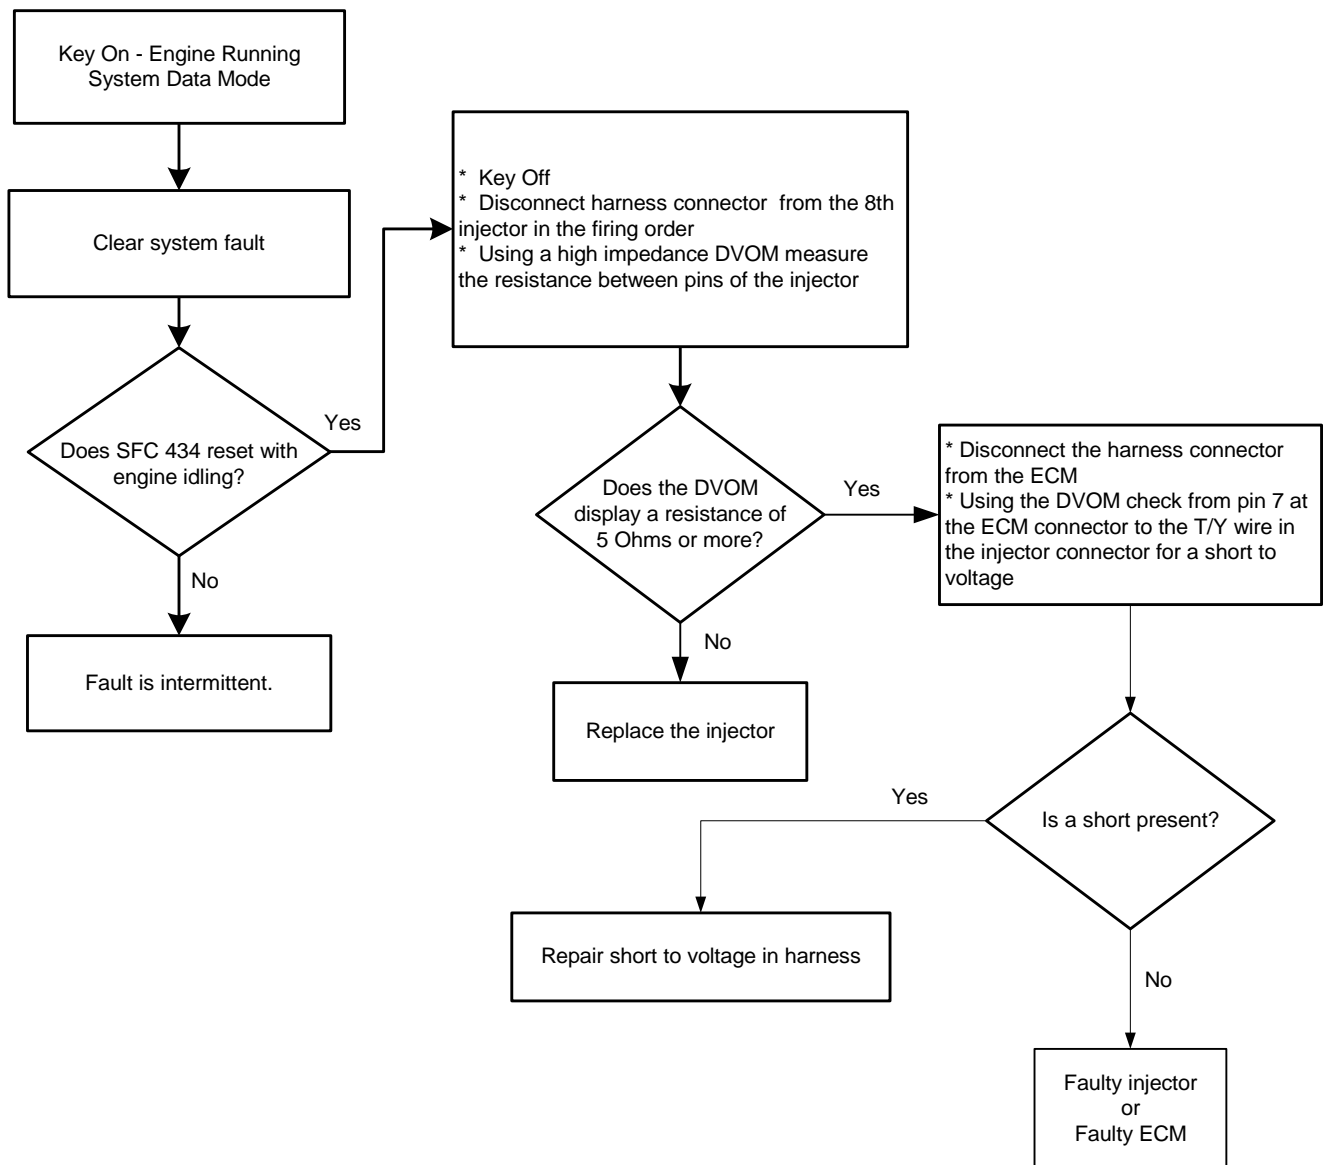 Key On - Engine Running
System Data Mode
Clear system fault
Does SFC 434 reset with
engine idling?
Yes
No
Fault is intermittent.
* Key Off
* Disconnect harness connector from the 8th
injector in the firing order
* Using a high impedance DVOM measure
the resistance between pins of the injector
Does the DVOM
display a resistance of
5 Ohms or more?
Yes
No
Replace the injector
* Disconnect the harness connector
from the ECM
* Using the DVOM check from pin 7 at
the ECM connector to the T/Y wire in
the injector connector for a short to
voltage
Is a short present?
Yes
Repair short to voltage in harness
No
Faulty injector
or
Faulty ECM